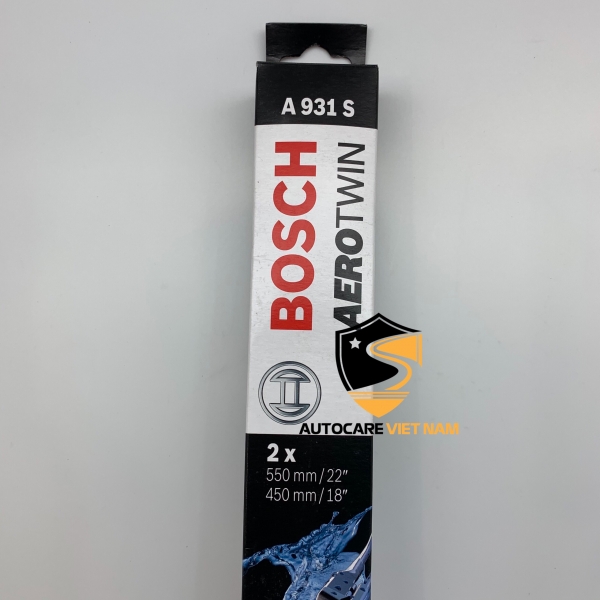 A 931 S
BOSCH
AEROTWIN
AUTOCARE VIET NAM
2 x
550 mm / 22″
450 mm / 18″